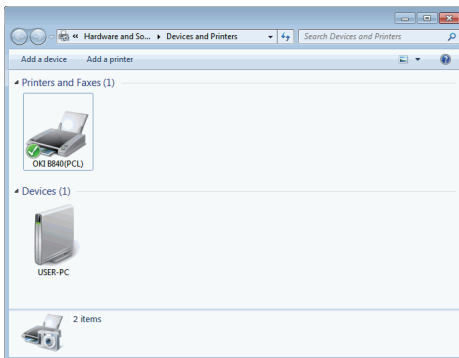 « Hardware and So... ▸ Devices and Printers
Search Devices and Printers
Add a device Add a printer
Printers and Faxes (1)
OKI B840(PCL)
Devices (1)
USER-PC
2 items